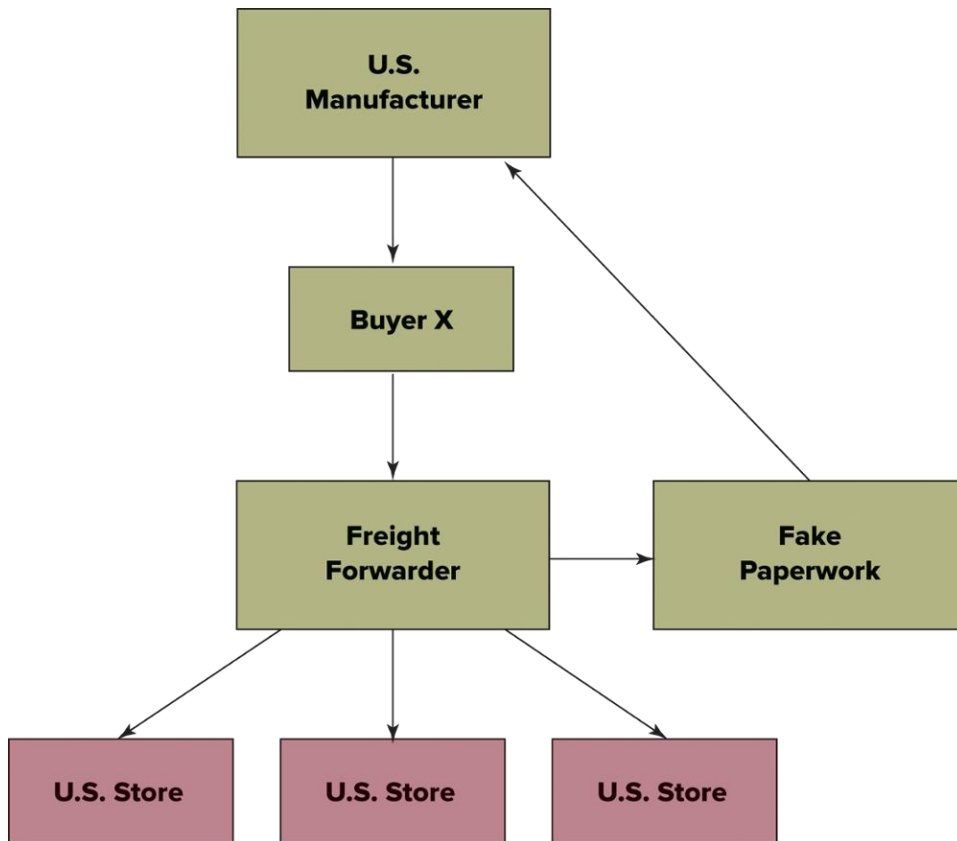 U.S.
Manufacturer
Buyer X
Freight
Forwarder
Fake
Paperwork
U.S. Store
U.S. Store
U.S. Store